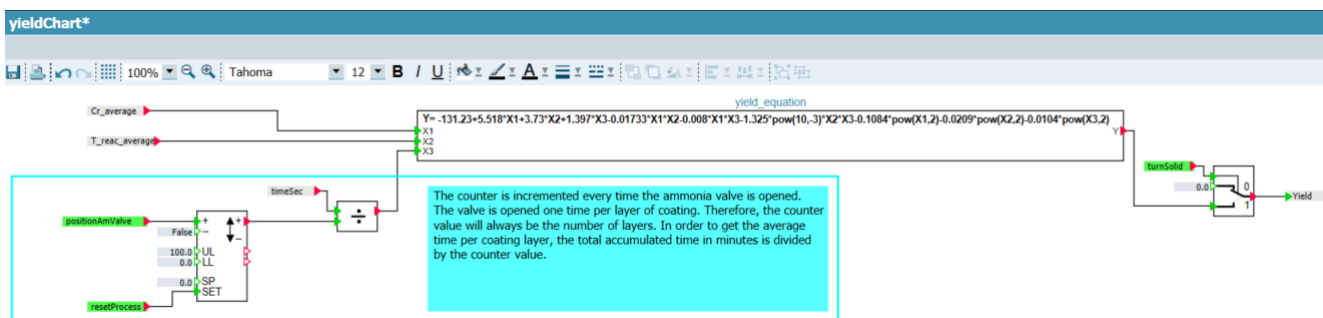 yieldChart*
100% Tahoma 12 B I U A
yield_equation
Cr_average
Y= -131.23+5.518*X1+3.73*X2+1.397*X3-0.01733*X1*X2-0.008*X1*X3-1.325*pow(10,-3)*X2*X3-0.1084*pow(X1,2)-0.0209*pow(X2,2)-0.0104*pow(X3,2)
X1
Y
T_reac_average
X2
X3
turnSolid
0.0
0
1
Yield
timeSec
÷
The counter is incremented every time the ammonia valve is opened.
The valve is opened one time per layer of coating. Therefore, the counter
value will always be the number of layers. In order to get the average
time per coating layer, the total accumulated time in minutes is divided
by the counter value.
positionAmValve
+
+
False
-
-
100.0
UL
0.0
LL
0.0
SP
SET
resetProcess